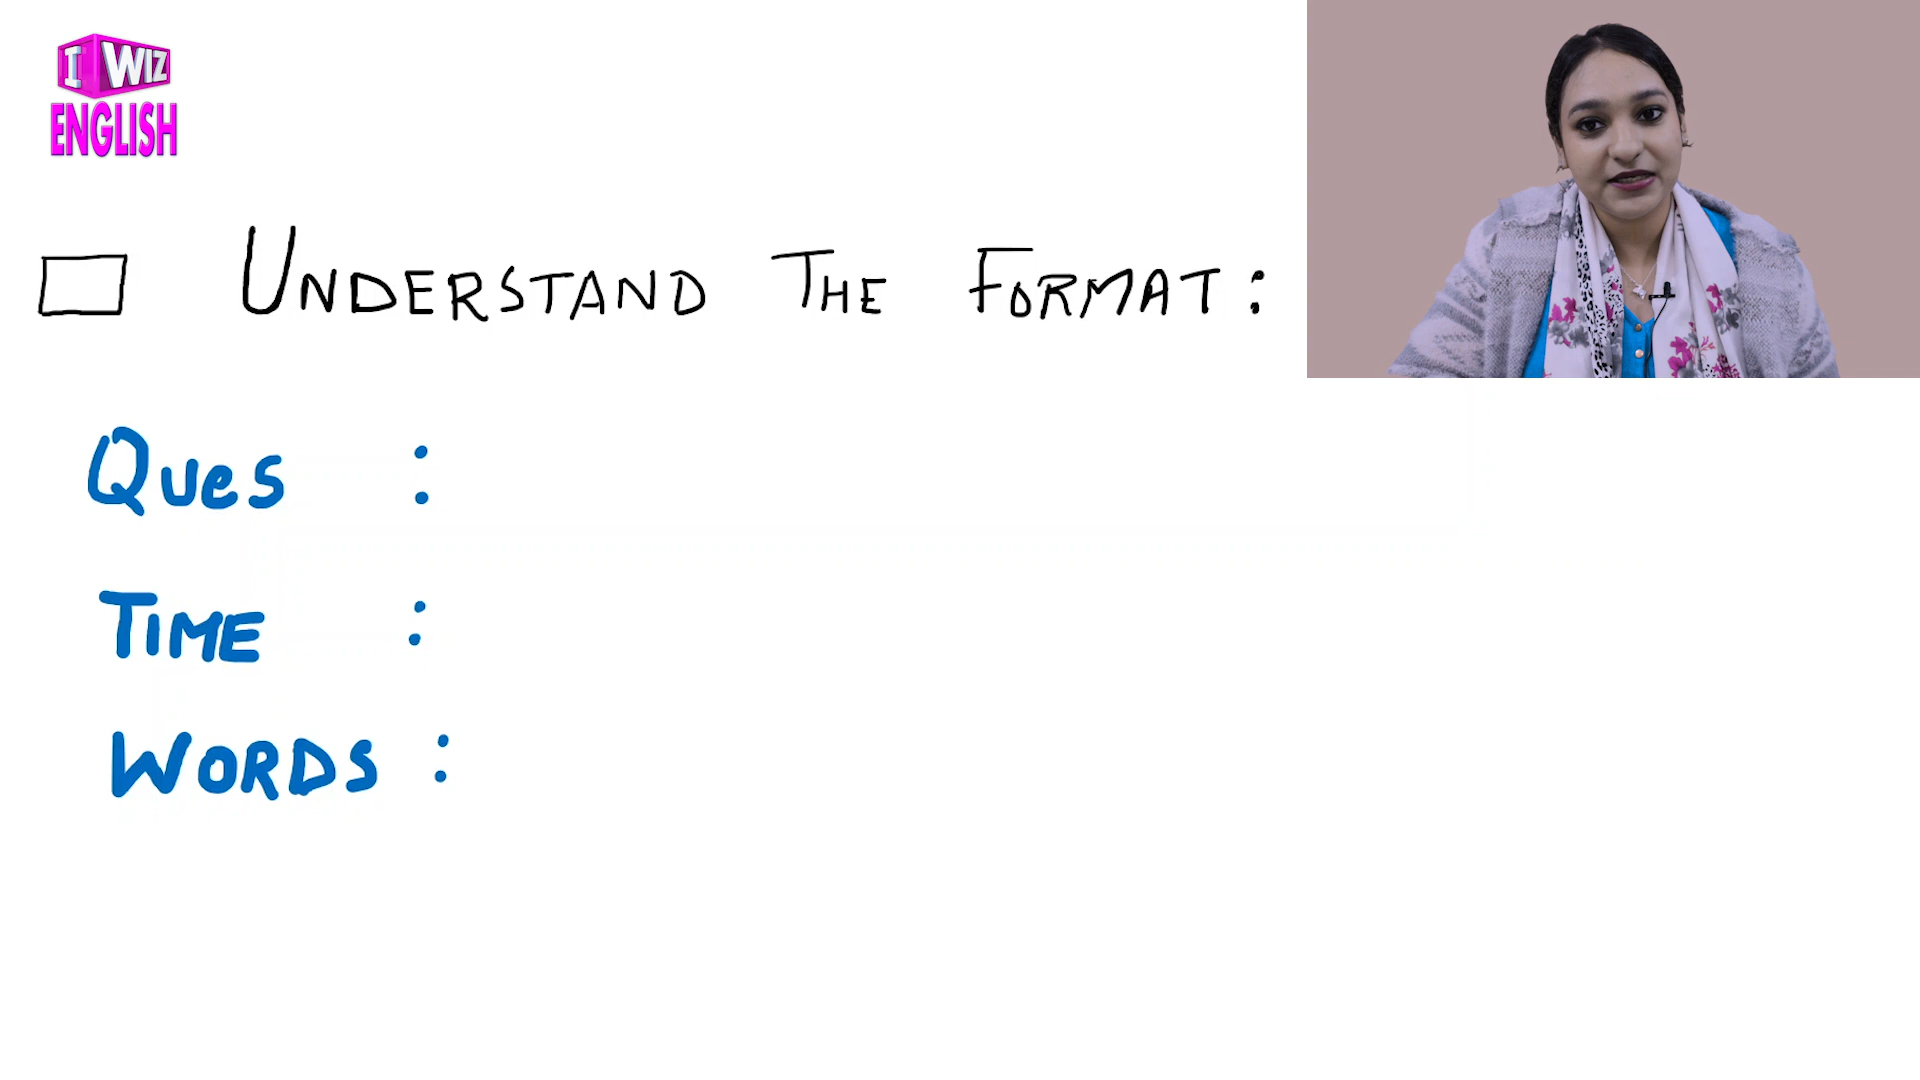 I WIZ
ENGLISH
UNDERSTAND THE FORMAT:
Ques :
TIME :
WORDS :